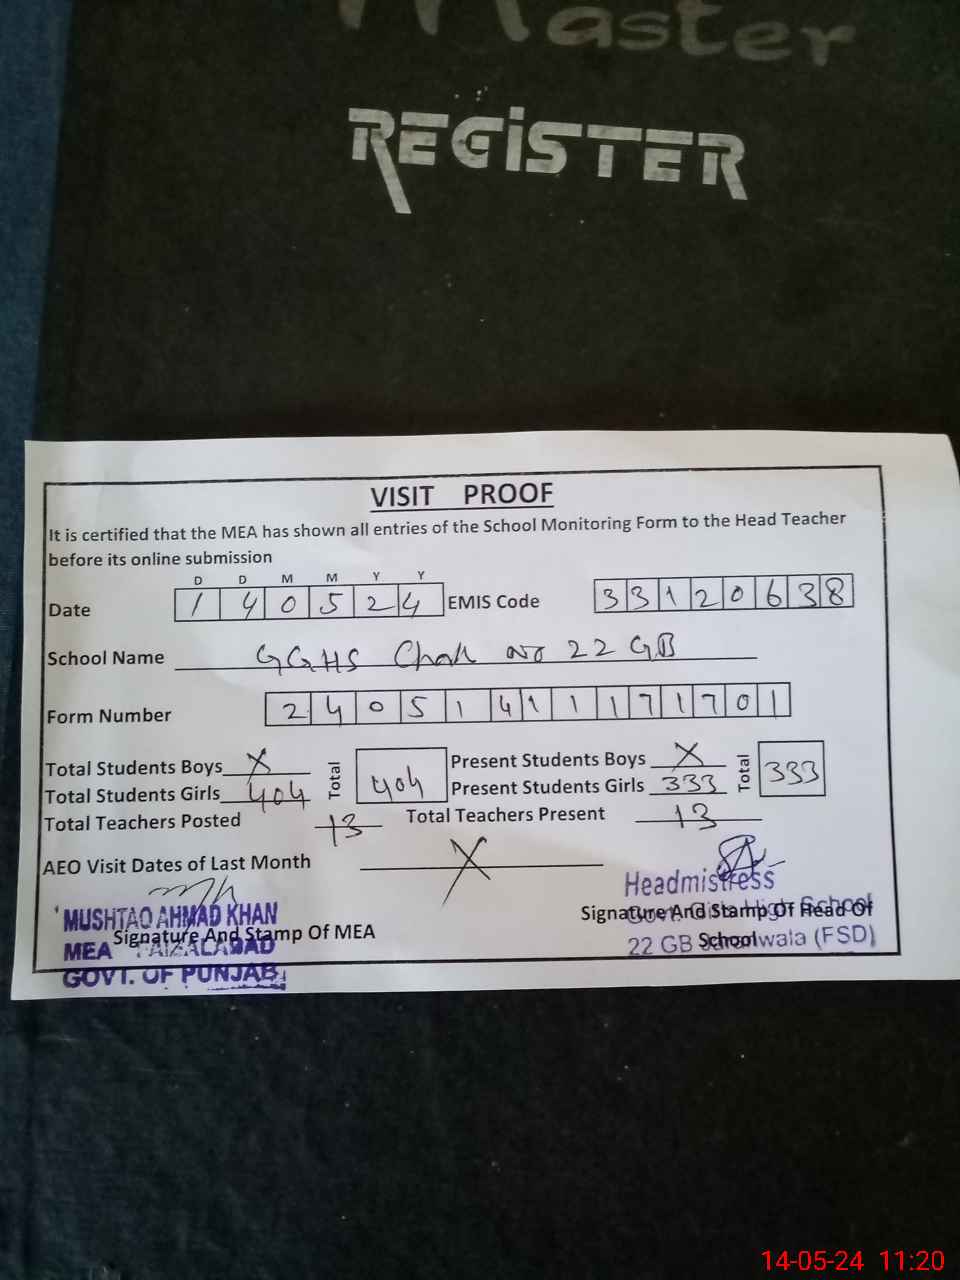 Master
REGISTER
VISIT PROOF
It is certified that the MEA has shown all entries of the School Monitoring Form to the Head Teacher
before its online submission
D D M M Y Y
Date 1 4 0 5 2 4 EMIS Code 3 3 1 2 0 6 3 8
School Name GGHS Chak No 22 GB
Form Number 2 4 0 5 1 4 1 1 1 7 1 7 0 1
Total Students Boys X Total 404 Present Students Boys X Total 333
Total Students Girls 404 Present Students Girls 333
Total Teachers Posted 13 Total Teachers Present 13
AEO Visit Dates of Last Month X
Headmistress
MUSHTAQ AHMAD KHAN
Signature And Stamp Of MEA
MEA FAIZALABAD
GOVT. OF PUNJAB
Signature And Stamp Of Head Of
School
Govt. Girls High School
22 GB (FSD)
14-05-24 11:20